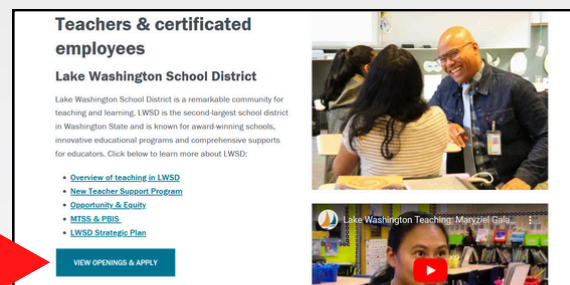 Teachers & certificated
employees
Lake Washington School District
Lake Washington School District is a remarkable community for
teaching and learning. LWSD is the second-largest school district
in Washington State and is known for award-winning schools,
innovative educational programs and comprehensive supports
for educators. Click below to learn more about LWSD:
Overview of teaching in LWSD
New Teacher Support Program
Opportunity & Equity
MTSS & PBIS
LWSD Strategic Plan
VIEW OPENINGS & APPLY
Lake Washington Teaching: Maryziel Gala...